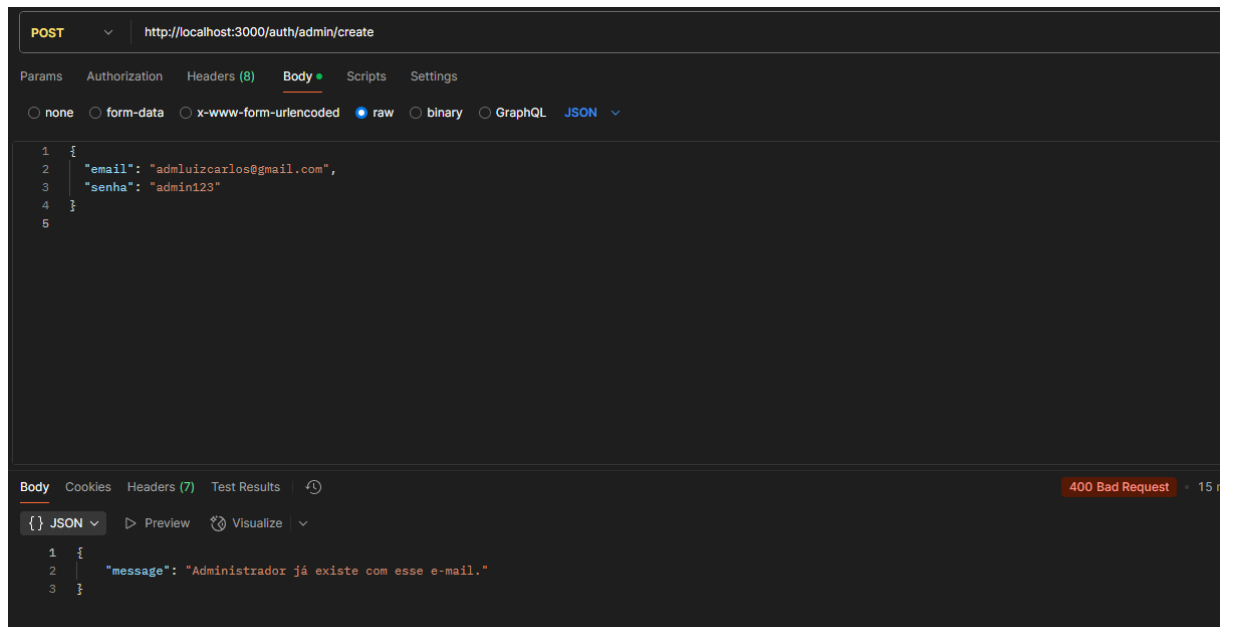 POST http://localhost:3000/auth/admin/create
Params Authorization Headers (8) Body Scripts Settings
none form-data x-www-form-urlencoded raw binary GraphQL JSON
1 {
2 "email": "admluizcarlos@gmail.com",
3 "senha": "admin123"
4 }
5
Body Cookies Headers (7) Test Results 400 Bad Request • 15
{} JSON Preview Visualize
1 {
2 "message": "Administrador já existe com esse e-mail."
3 }